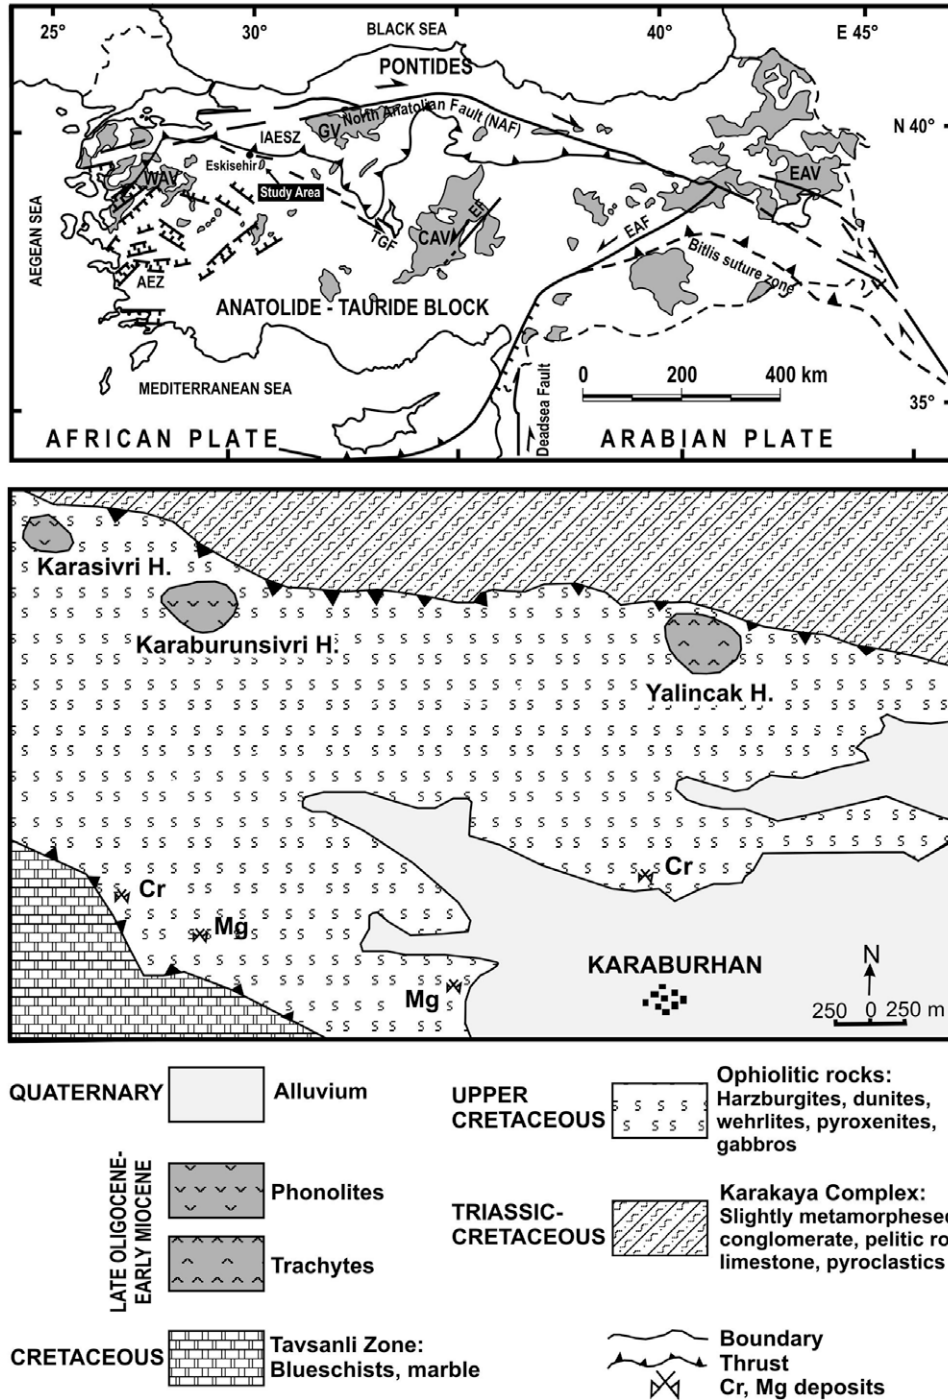 25°
30°
BLACK SEA
40°
E 45°
PONTIDES
North Anatolian Fault (NAF)
N 40°
GV
IAESZ
Eskisehir
WAV
Study Area
EAV
AEGEAN SEA
EF
CAV
TGF
EAF
Bitlis suture zone
AEZ
ANATOLIDE - TAURIDE BLOCK
MEDITERRANEAN SEA
0 200 400 km
35°
Deadsea Fault
AFRICAN PLATE
ARABIAN PLATE
Karasivri H.
Karaburunsivri H.
Yalincak H.
Cr
Cr
Mg
Mg
KARABURHAN
N
250 0 250 m
QUATERNARY
Alluvium
LATE OLIGOCENE-
EARLY MIOCENE
Phonolites
Trachytes
CRETACEOUS
Tavsanli Zone:
Blueschists, marble
UPPER
CRETACEOUS
Ophiolitic rocks:
Harzburgites, dunites,
wehrlites, pyroxenites,
gabbros
TRIASSIC-
CRETACEOUS
Karakaya Complex:
Slightly metamorphesed
conglomerate, pelitic ro
limestone, pyroclastics
Boundary
Thrust
Cr, Mg deposits